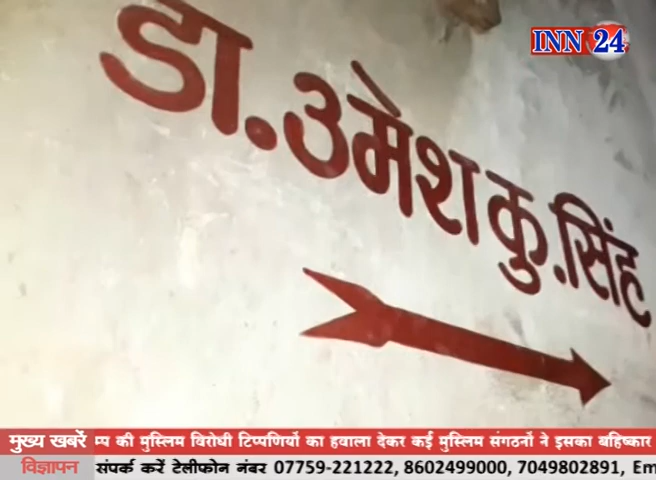 INN 24
डा. उमेश कु. सिंह
मुख्य खबरें म्प की मुस्लिम विरोधी टिप्पणियों का हवाला देकर कई मुस्लिम संगठनों ने इसका बहिष्कार
विज्ञापन संपर्क करें टेलीफोन नंबर 07759-221222, 8602499000, 7049802891, Em